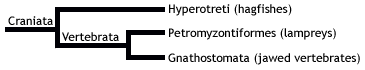 Hyperotreti (hagfishes)
Craniata
Petromyzontiformes (lampreys)
Vertebrata
Gnathostomata (jawed vertebrates)